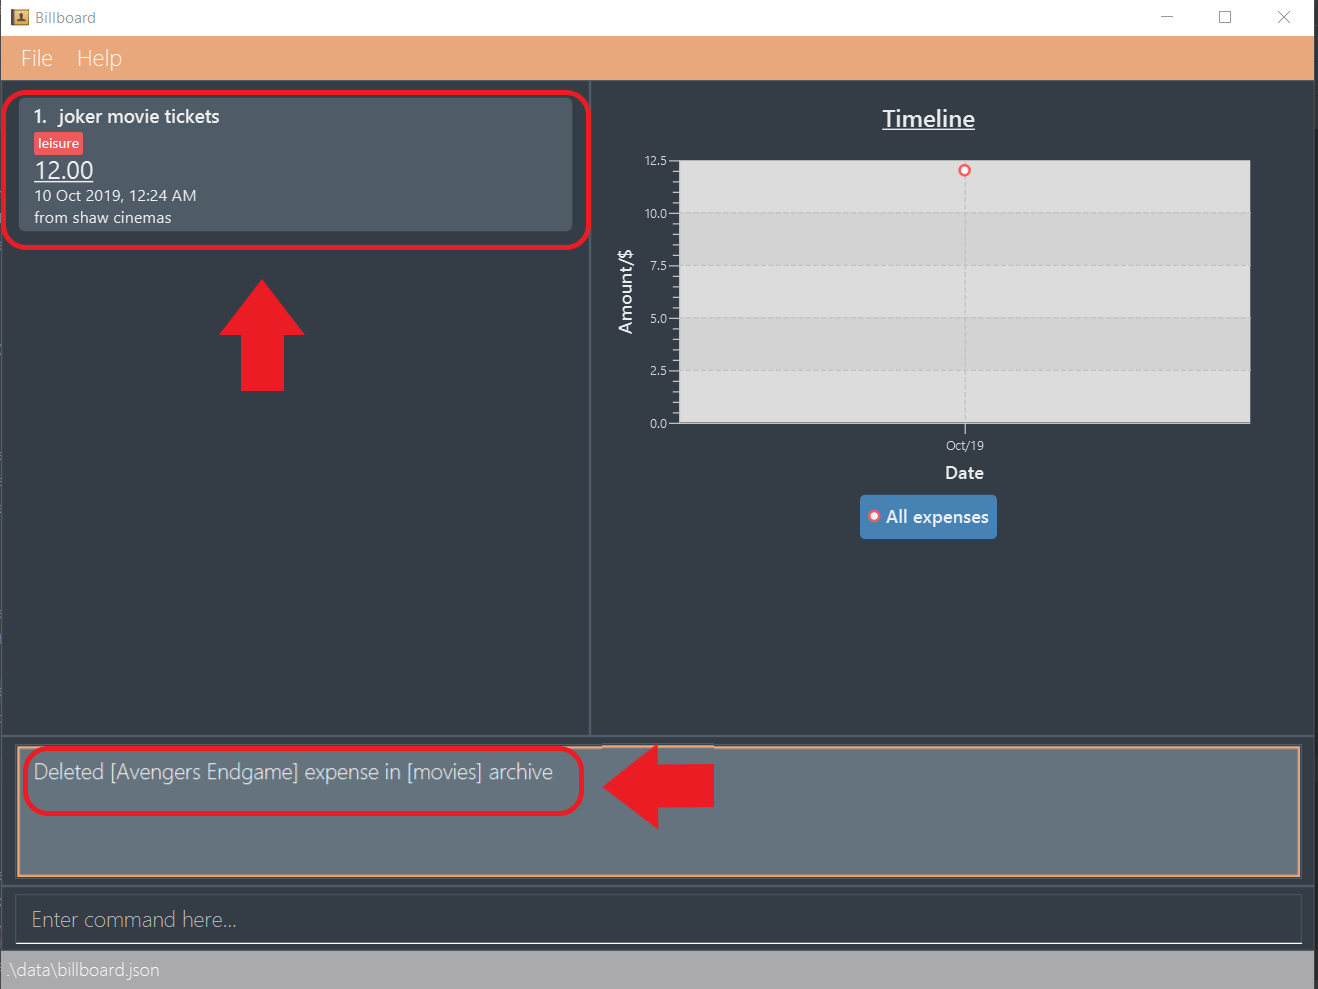 Billboard
File Help
1. joker movie tickets
leisure
12.00
10 Oct 2019, 12:24 AM
from shaw cinemas
Timeline
12.5
10.0
7.5
5.0
2.5
0.0
Amount/$
Oct/19
Date
All expenses
Deleted [Avengers Endgame] expense in [movies] archive
Enter command here...
.\data\billboard.json